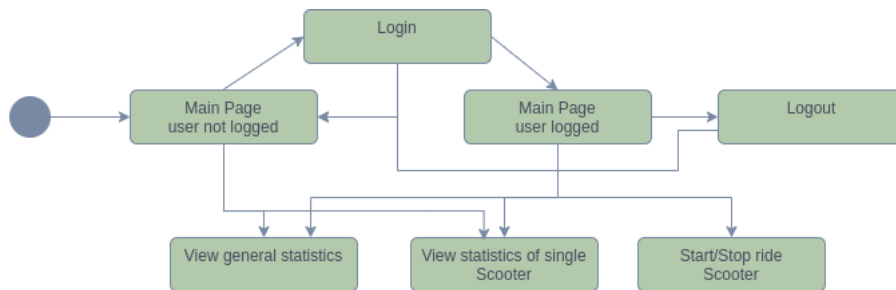 Login
Main Page
user not logged
Main Page
user logged
Logout
View general statistics
View statistics of single
Scooter
Start/Stop ride
Scooter